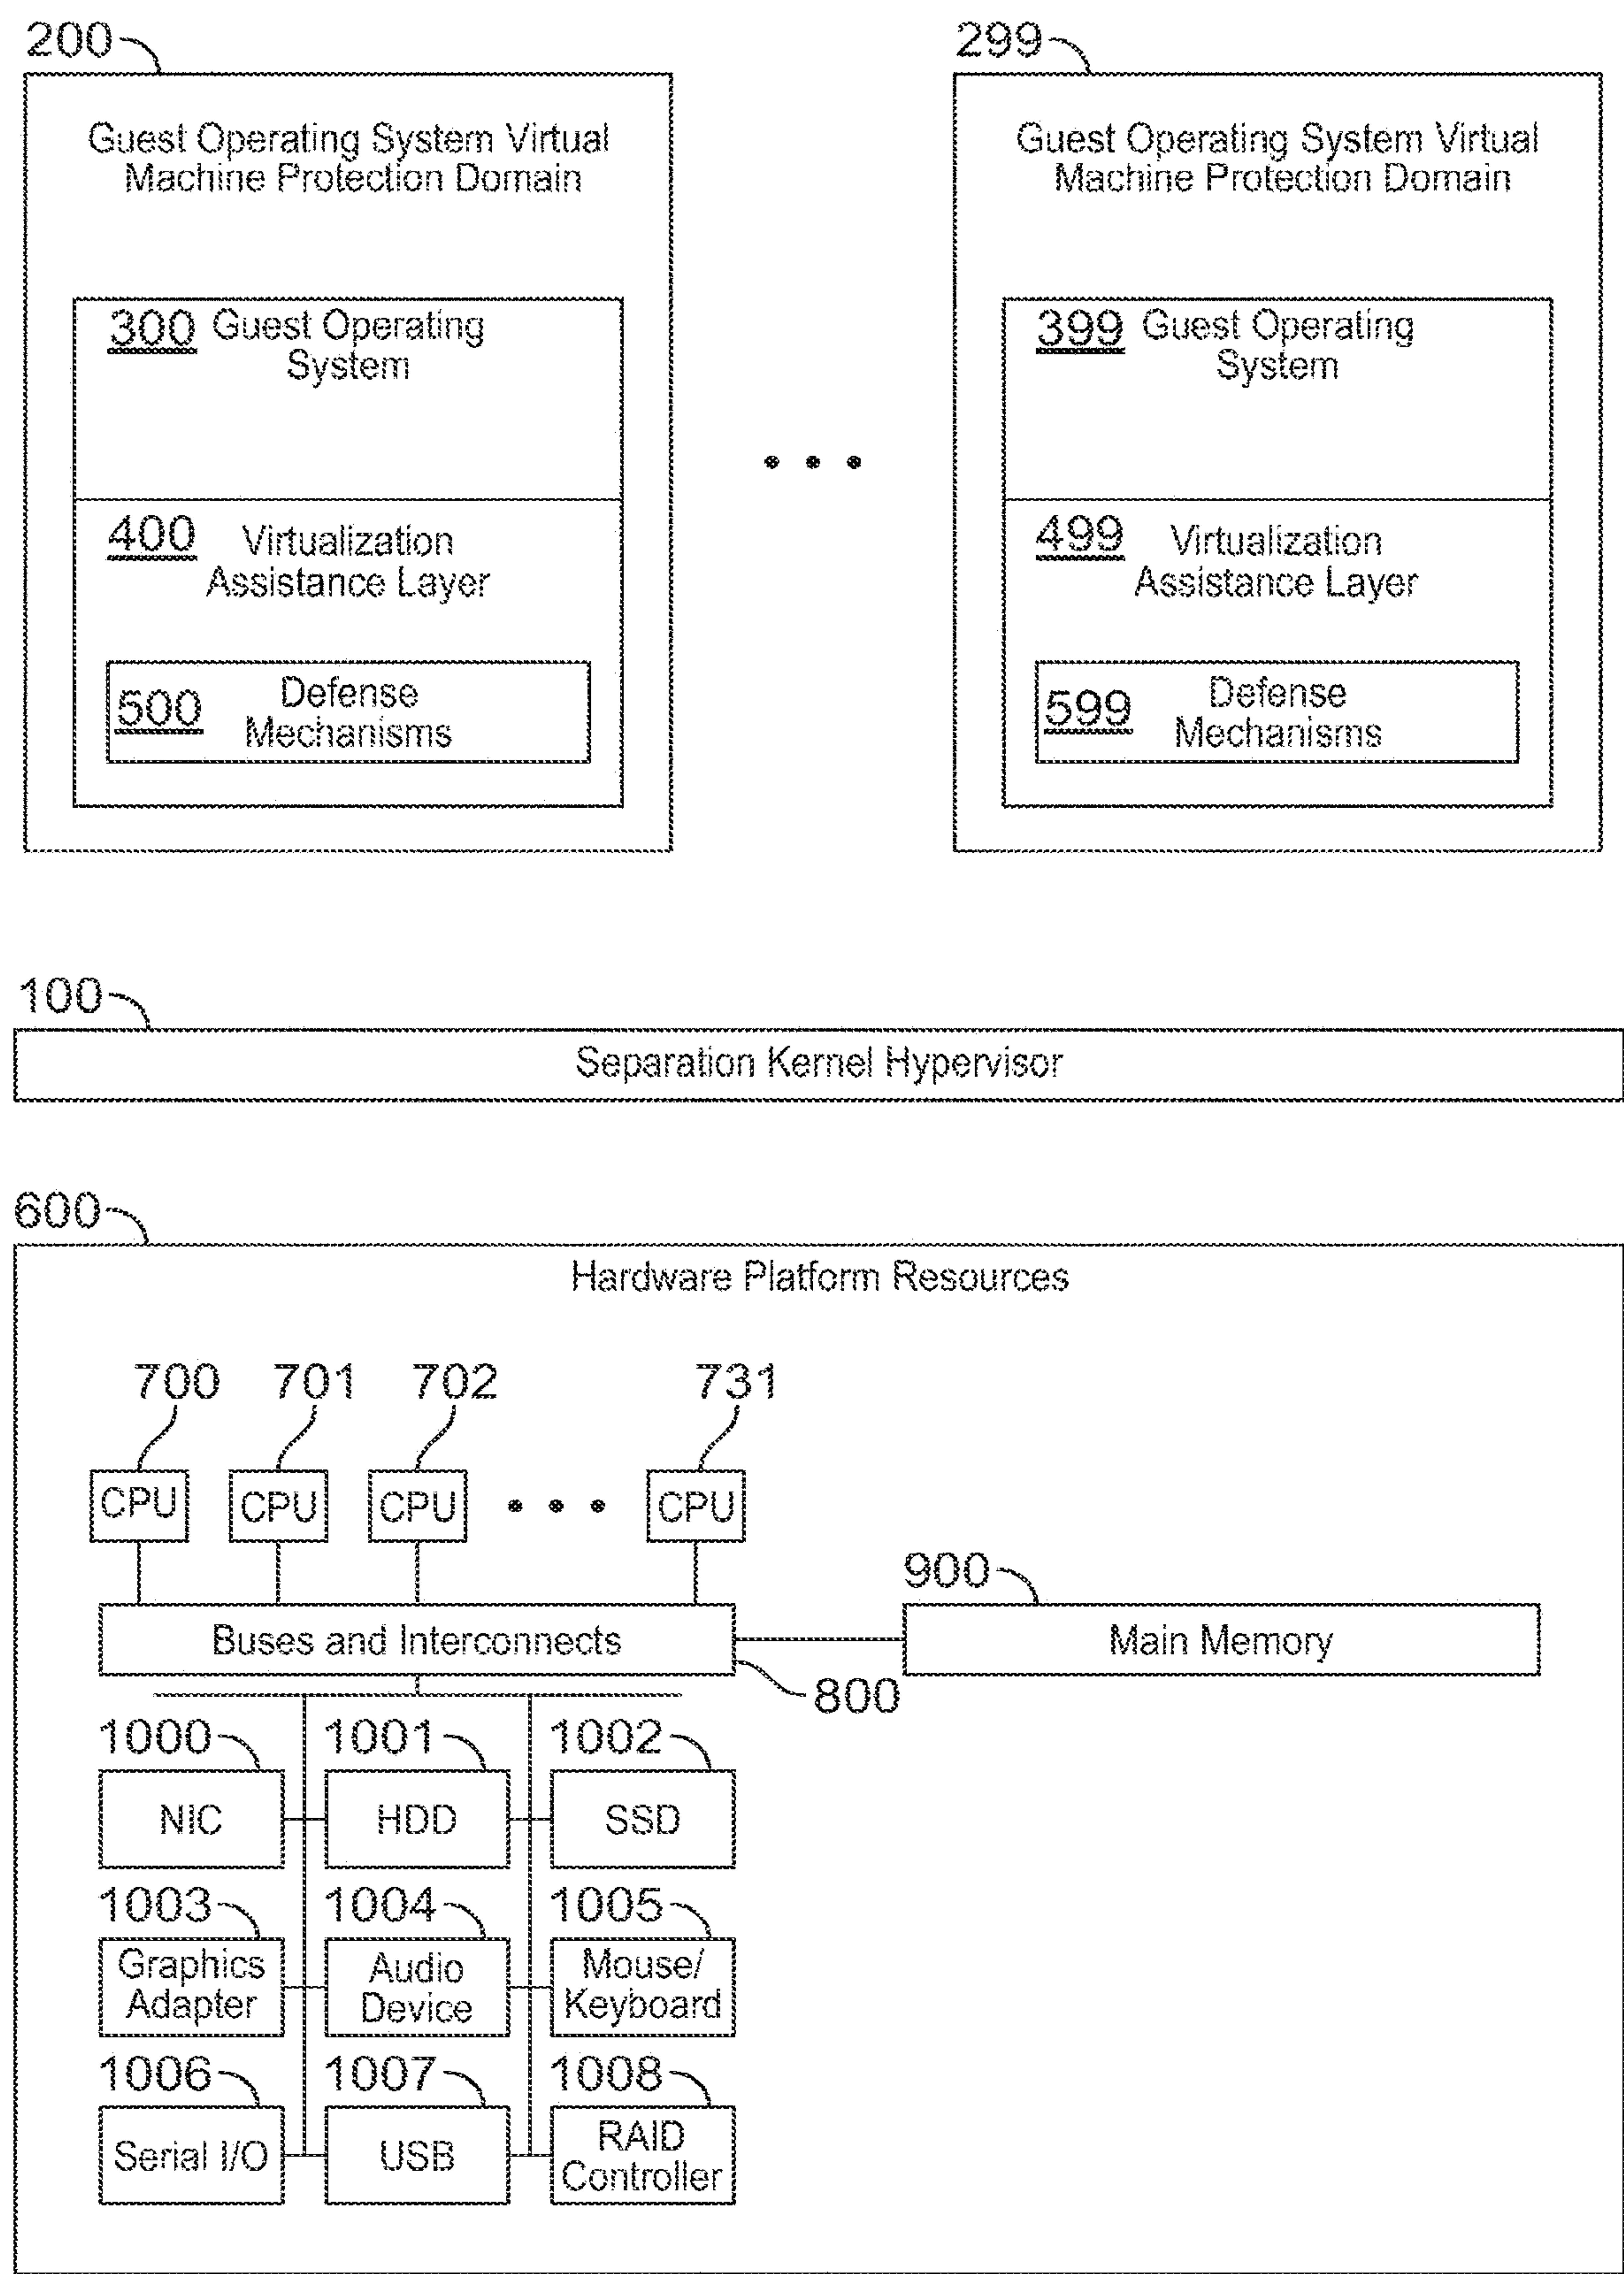 200
299
Guest Operating System Virtual
Machine Protection Domain
Guest Operating System Virtual
Machine Protection Domain
300 Guest Operating
System
399 Guest Operating
System
400 Virtualization
Assistance Layer
499 Virtualization
Assistance Layer
500 Defense
Mechanisms
599 Defense
Mechanisms
100
Separation Kernel Hypervisor
600
Hardware Platform Resources
700 701 702 731
CPU CPU CPU CPU
900
Buses and Interconnects
Main Memory
800
1000 1001 1002
NIC HDD SSD
1003 1004 1005
Graphics
Adapter
Audio
Device
Mouse/
Keyboard
1006 1007 1008
Serial I/O
USB
RAID
Controller